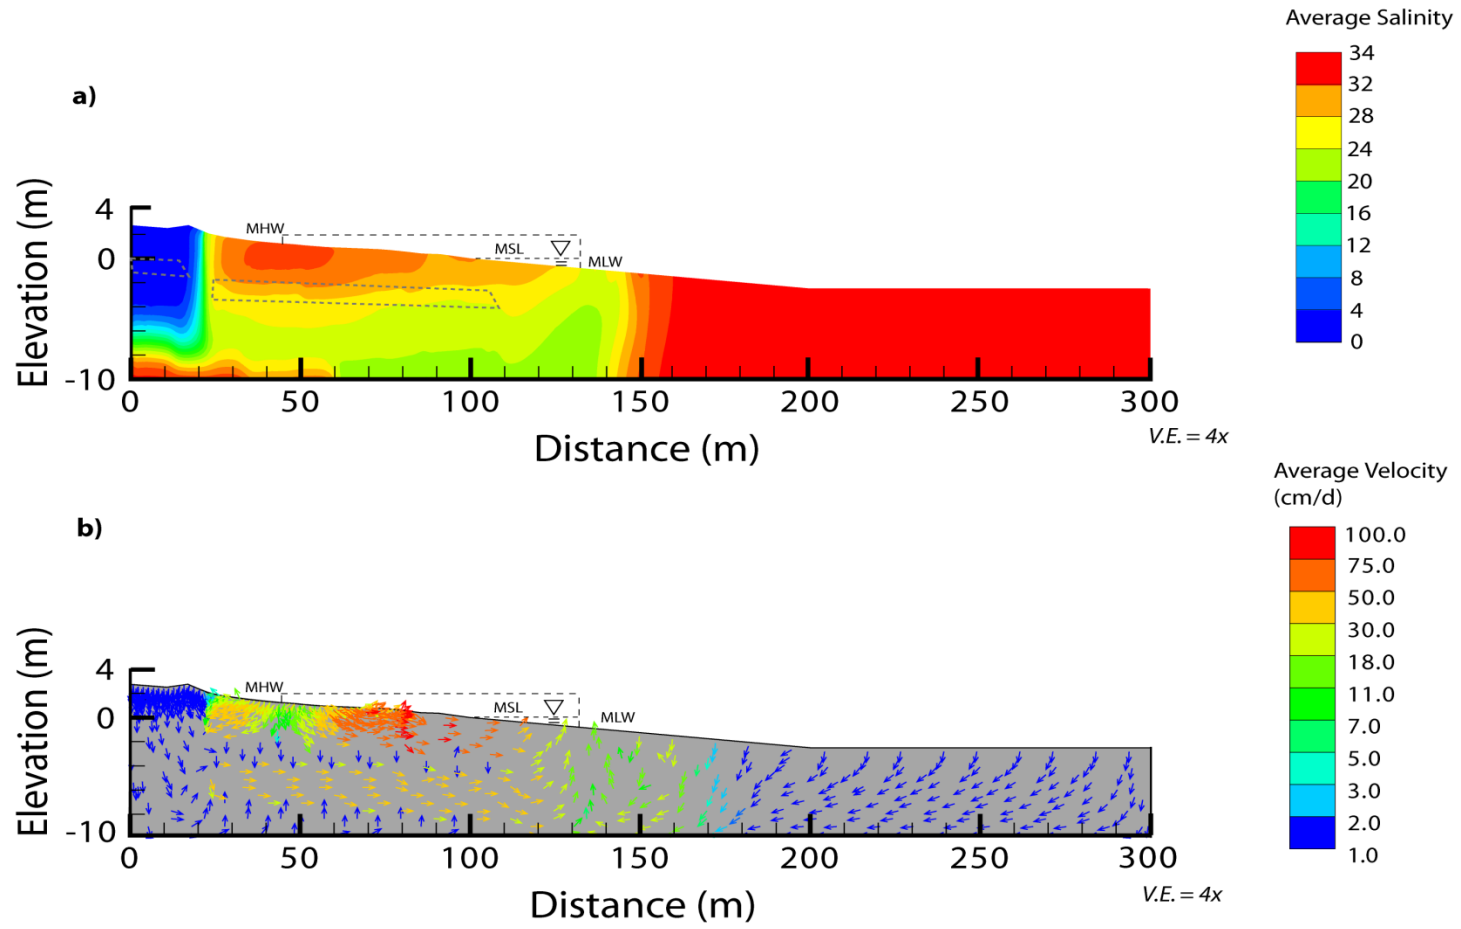 Average Salinity
34
32
28
24
20
16
12
8
4
0
a)
Elevation (m)
4
0
-10
MHW
MSL
MLW
0 50 100 150 200 250 300
Distance (m)
V.E. = 4x
Average Velocity
(cm/d)
100.0
75.0
50.0
30.0
18.0
11.0
7.0
5.0
3.0
2.0
1.0
b)
Elevation (m)
4
0
-10
MHW
MSL
MLW
0 50 100 150 200 250 300
Distance (m)
V.E. = 4x